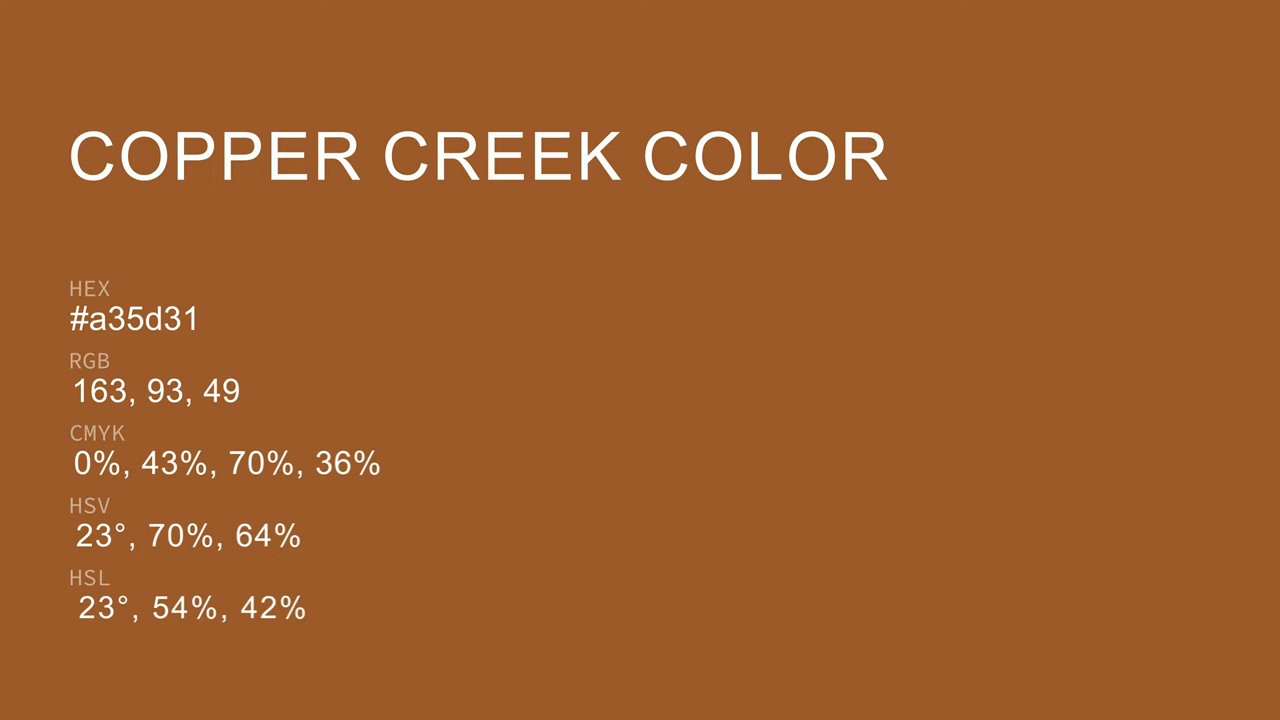 COPPER CREEK COLOR
HEX
#a35d31
RGB
163, 93, 49
CMYK
0%, 43%, 70%, 36%
HSV
23°, 70%, 64%
HSL
23°, 54%, 42%